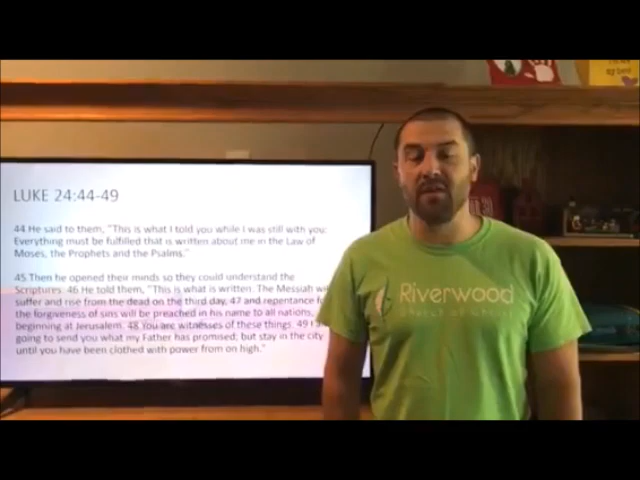 LUKE 24:44-49
44 He said to them, "This is what I told you while I was still with you:
Everything must be fulfilled that is written about me in the Law of
Moses, the Prophets and the Psalms."
45 Then he opened their minds so they could understand the
Scriptures. 46 He told them, "This is what is written: The Messiah wi
suffer and rise from the dead on the third day, 47 and repentance f
the forgiveness of sins will be preached in his name to all nations,
beginning at Jerusalem. 48 You are witnesses of these things. 49 I a
going to send you what my Father has promised; but stay in the city
until you have been clothed with power from on high."
Riverwood
Church of Christ